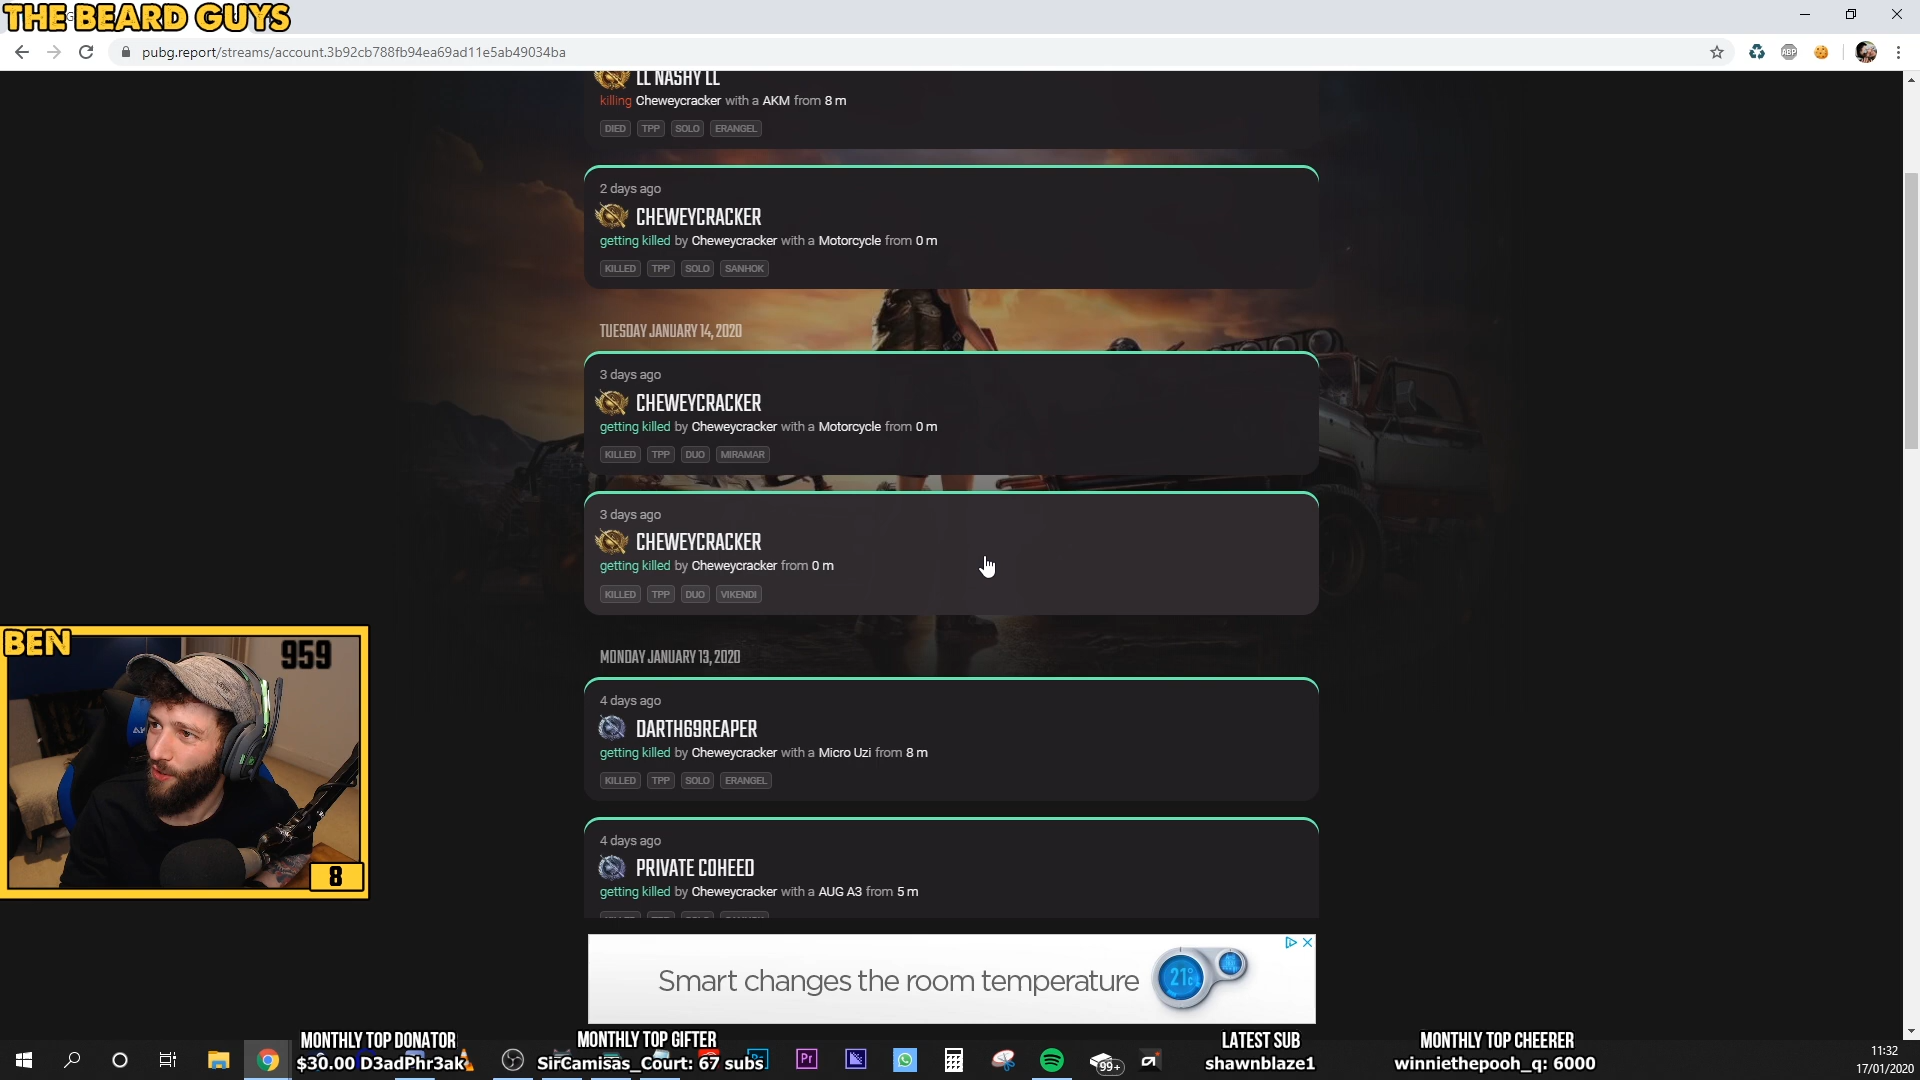 THE BEARD GUYS
pubg.report/streams/account.3b92cb788fb94ea69ad11e5ab49034ba
ABP
LL NASHY LL
killing Cheweycracker with a AKM from 8 m
DIED TPP SOLO ERANGEL
2 days ago
CHEWEYCRACKER
getting killed by Cheweycracker with a Motorcycle from 0 m
KILLED TPP SOLO SANHOK
TUESDAY JANUARY 14, 2020
3 days ago
CHEWEYCRACKER
getting killed by Cheweycracker with a Motorcycle from 0 m
KILLED TPP DUO MIRAMAR
3 days ago
CHEWEYCRACKER
getting killed by Cheweycracker from 0 m
KILLED TPP DUO VIKENDI
MONDAY JANUARY 13, 2020
4 days ago
DARTH69REAPER
getting killed by Cheweycracker with a Micro Uzi from 8 m
KILLED TPP SOLO ERANGEL
4 days ago
PRIVATE COHEED
getting killed by Cheweycracker with a AUG A3 from 5 m
BEN
959
8
Smart changes the room temperature
21°c
MONTHLY TOP DONATOR
$30.00 D3adPhr3ak
MONTHLY TOP GIFTER
SirCamisas_Court: 67 subs
Pr
99+
LATEST SUB
shawnblaze1
MONTHLY TOP CHEERER
winniethepooh_q: 6000
11:32
17/01/2020